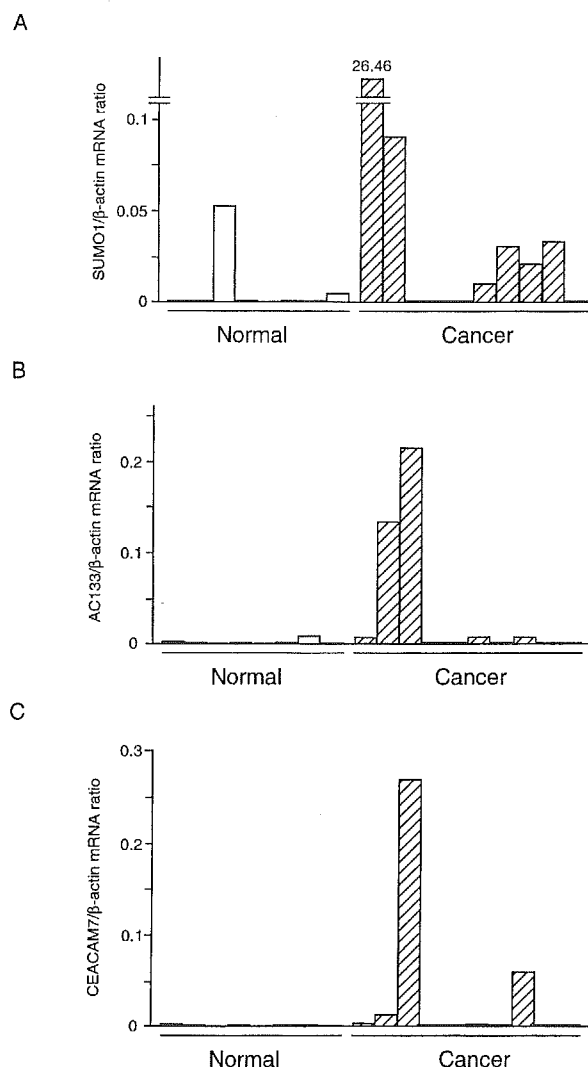 A
26.46
SUMO1/β-actin mRNA ratio
0.1
0.05
0
Normal
Cancer
B
AC133/β-actin mRNA ratio
0.2
0.1
0
Normal
Cancer
C
CEACAM7/β-actin mRNA ratio
0.3
0.2
0.1
0
Normal
Cancer